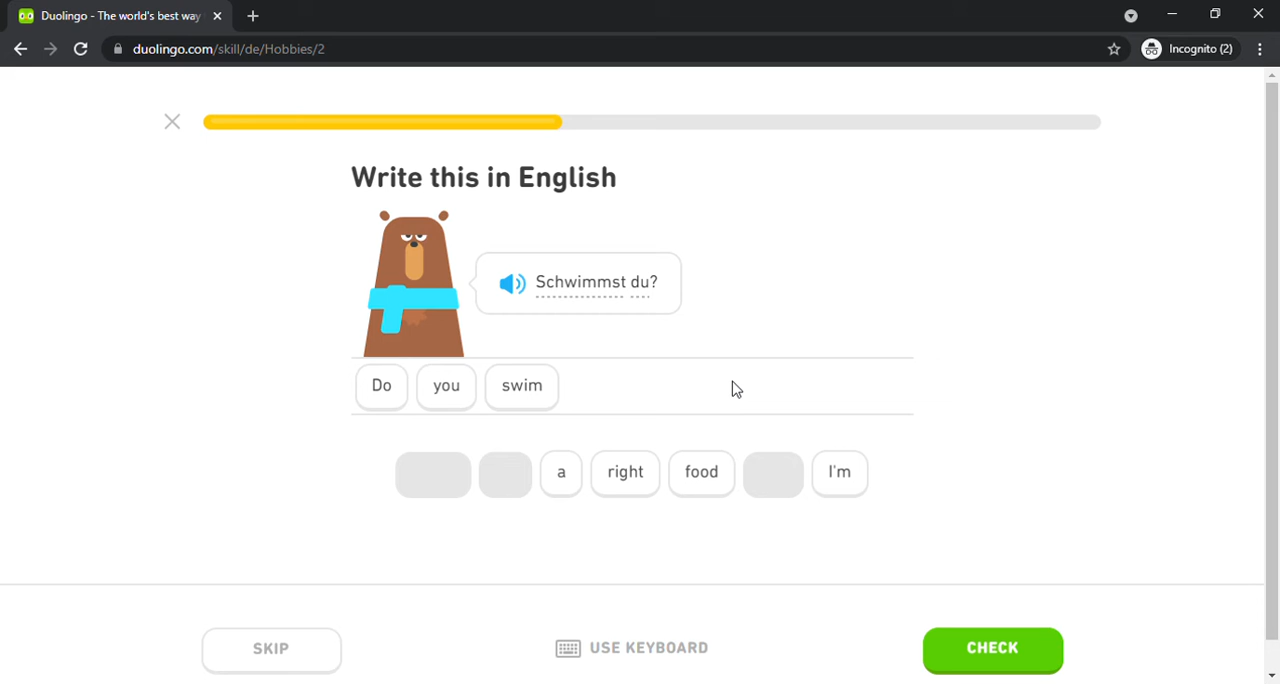 Duolingo - The world's best way
duolingo.com/skill/de/Hobbies/2
Incognito (2)
Write this in English
Schwimmst du?
Do you swim
a right food I'm
SKIP USE KEYBOARD CHECK